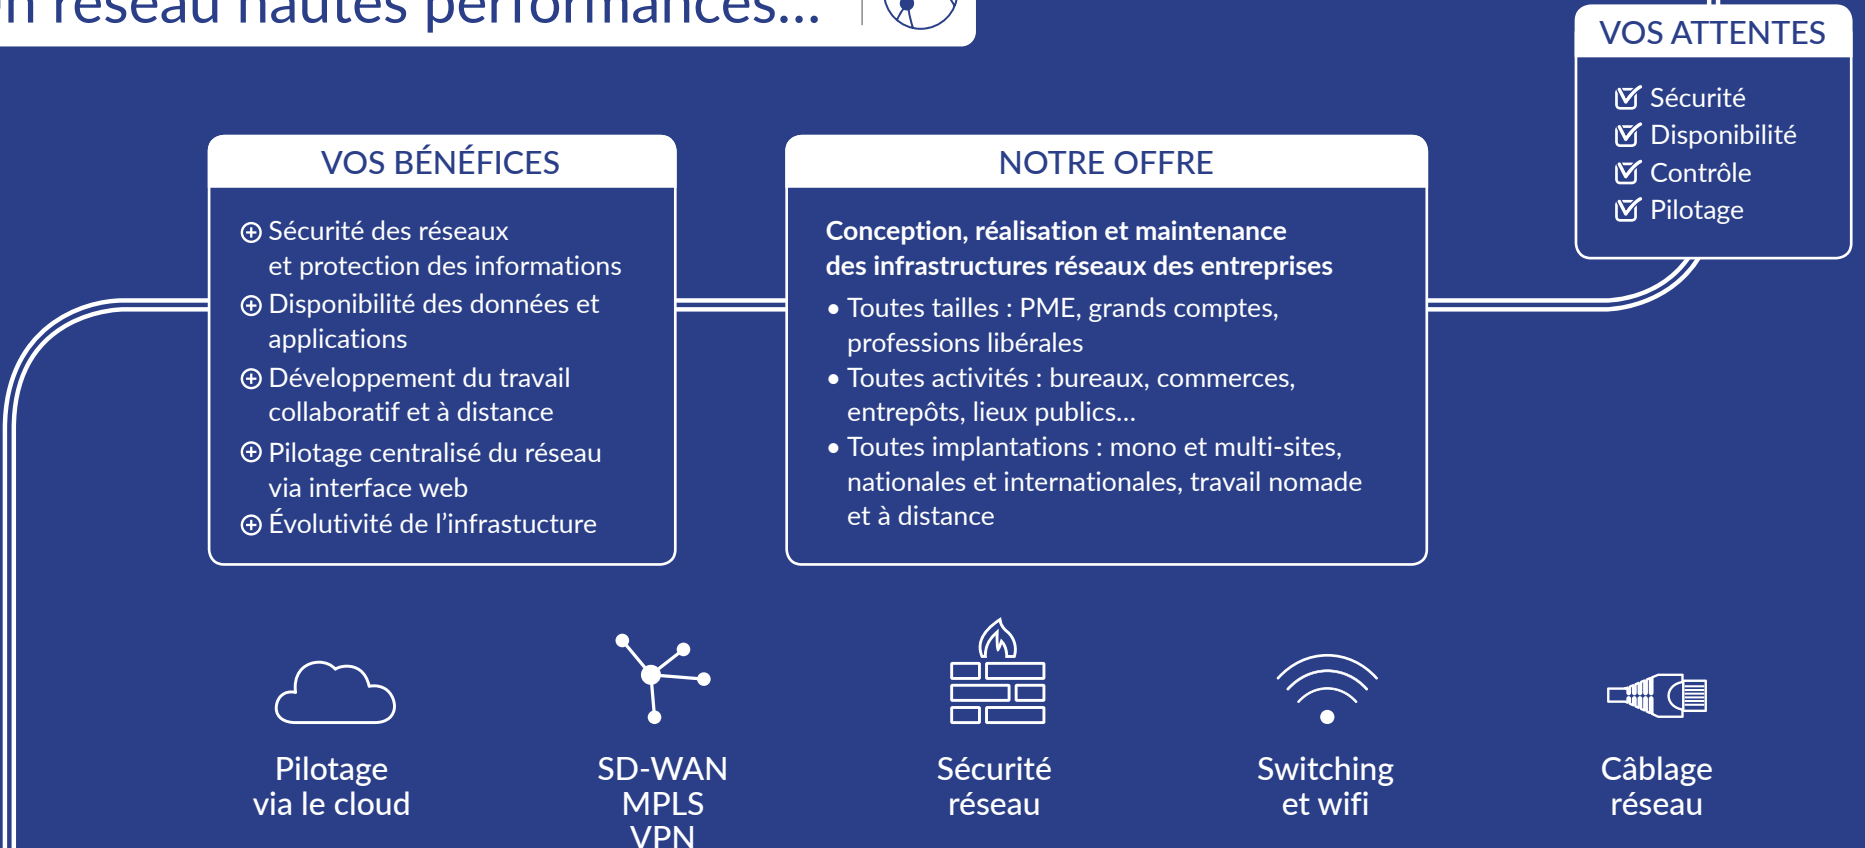 n réseau hautes performances...
VOS ATTENTES
Sécurité
Disponibilité
Contrôle
Pilotage
VOS BÉNÉFICES
Sécurité des réseaux
et protection des informations
Disponibilité des données et
applications
Développement du travail
collaboratif et à distance
Pilotage centralisé du réseau
via interface web
Évolutivité de l'infrastucture
NOTRE OFFRE
Conception, réalisation et maintenance
des infrastructures réseaux des entreprises
• Toutes tailles : PME, grands comptes,
professions libérales
• Toutes activités : bureaux, commerces,
entrepôts, lieux publics...
• Toutes implantations : mono et multi-sites,
nationales et internationales, travail nomade
et à distance
Pilotage
via le cloud
SD-WAN
MPLS
VPN
Sécurité
réseau
Switching
et wifi
Câblage
réseau